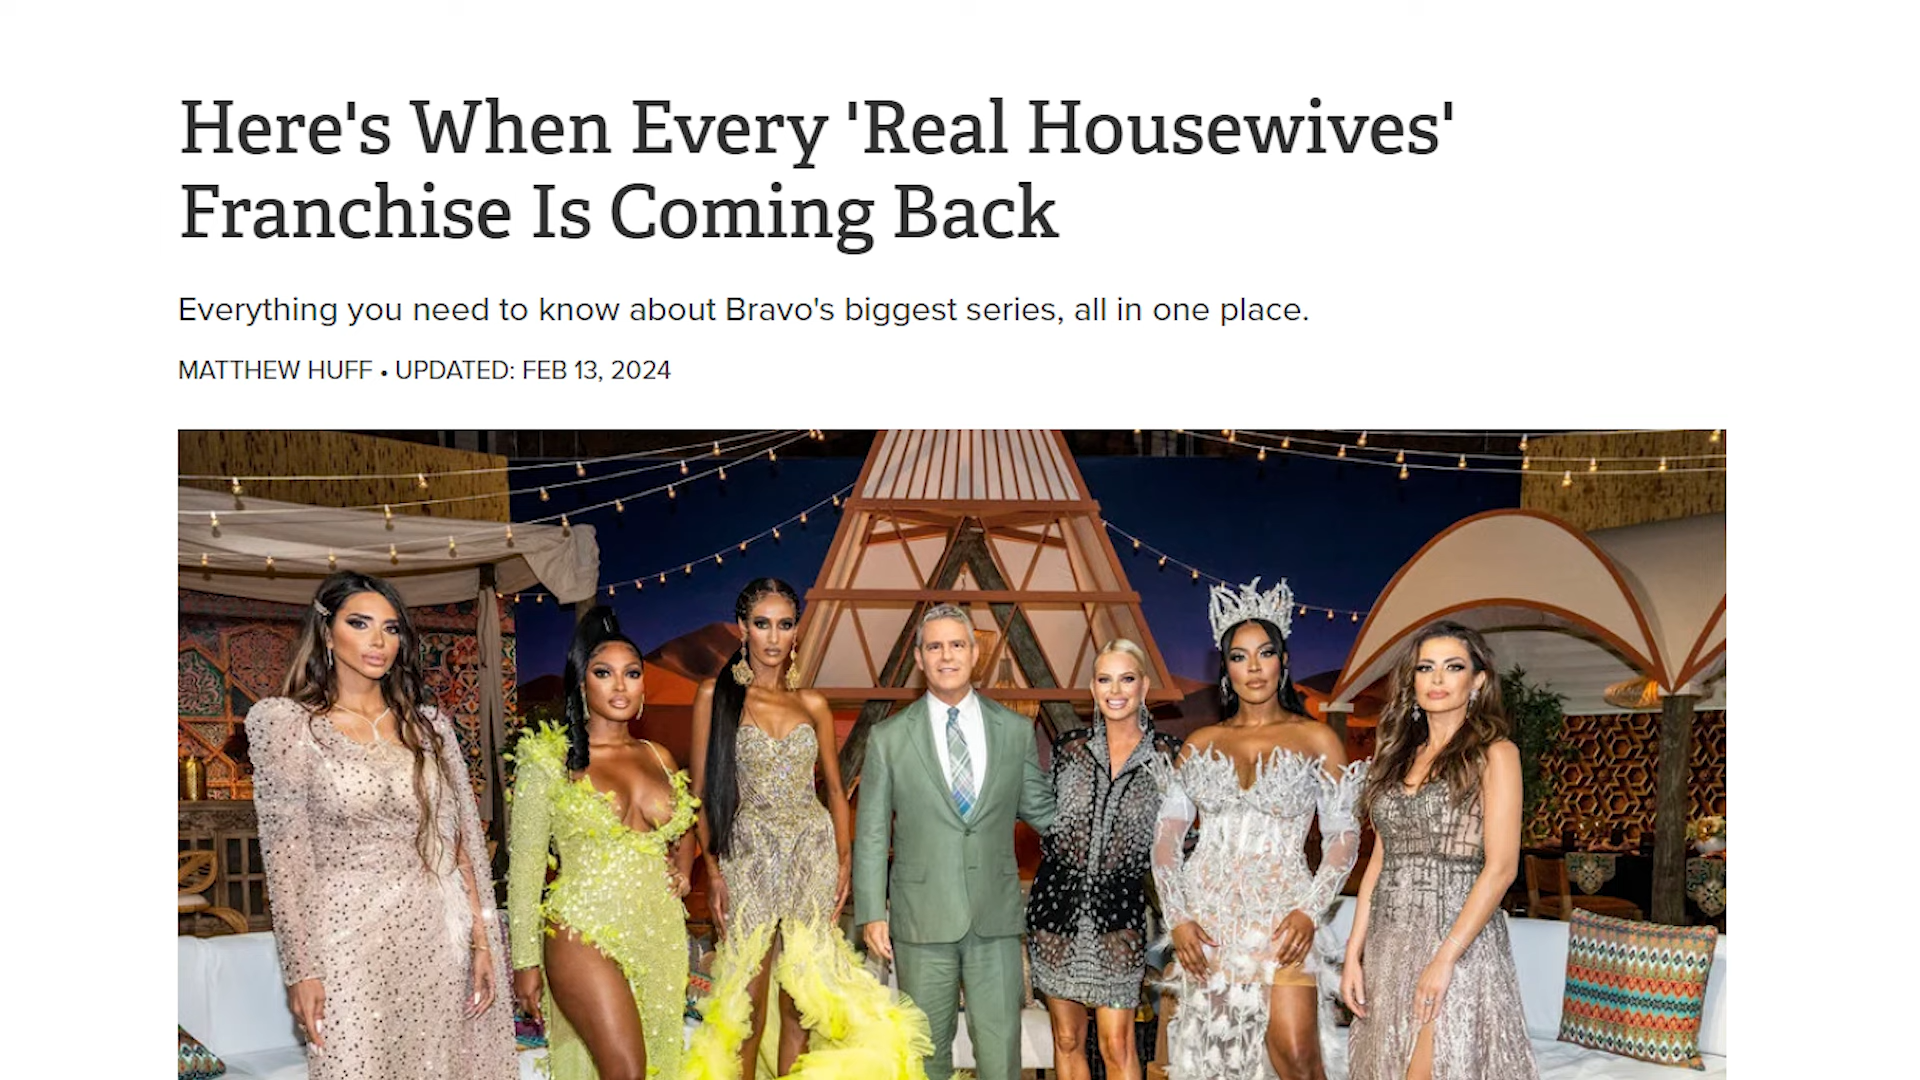 Here's When Every 'Real Housewives'
Franchise Is Coming Back
Everything you need to know about Bravo's biggest series, all in one place.
MATTHEW HUFF • UPDATED: FEB 13, 2024